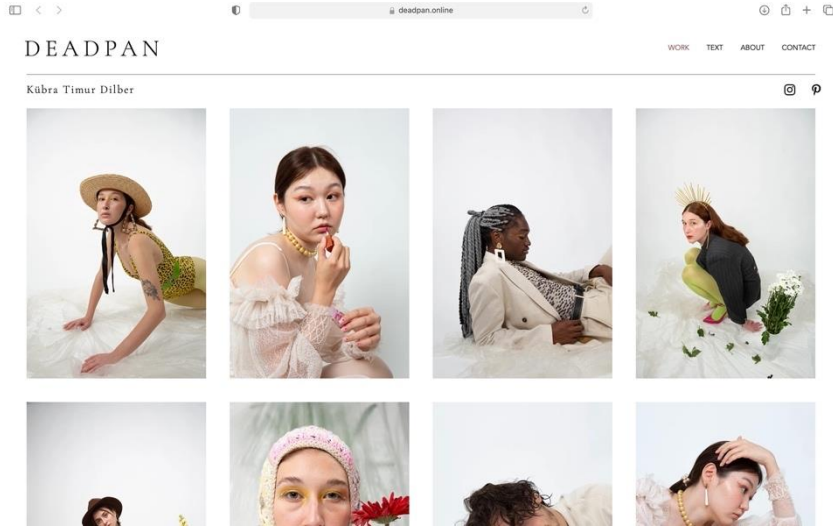 deadpan.online
DEADPAN
WORK TEXT ABOUT CONTACT
Kübra Timur Dilber